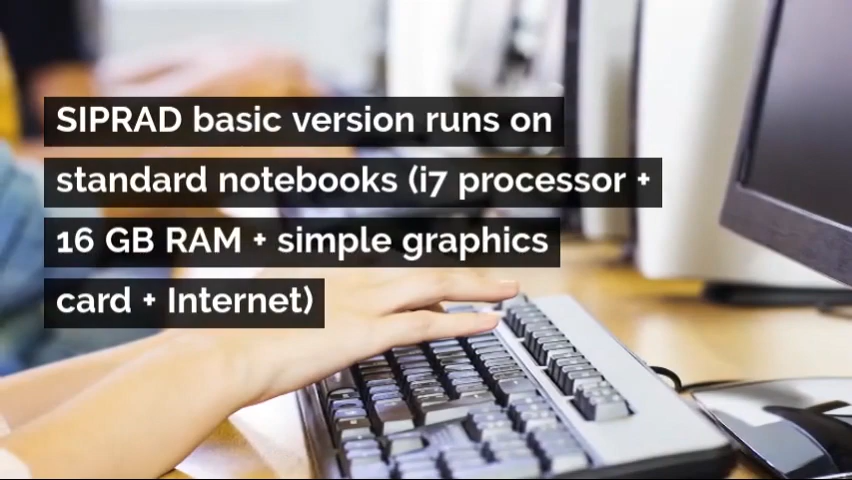 SIPRAD basic version runs on
standard notebooks (i7 processor +
16 GB RAM + simple graphics
card + Internet)